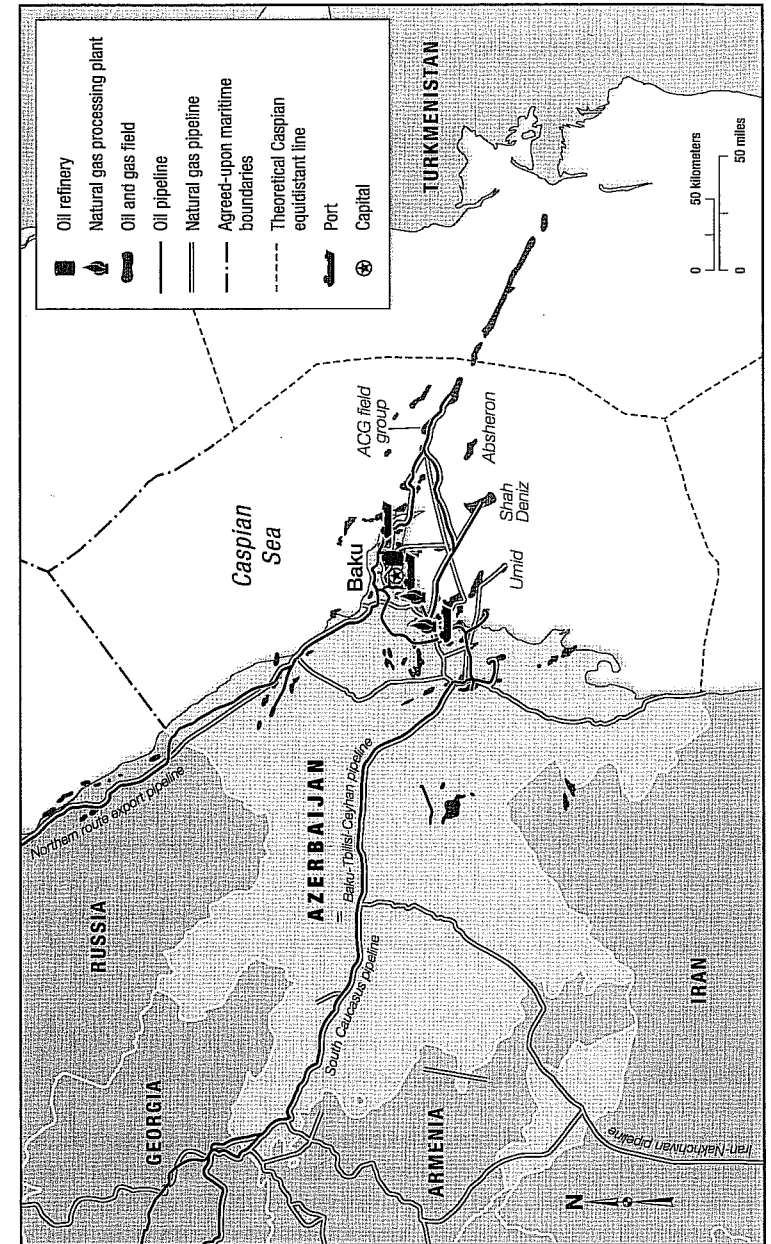 Oil refinery
Natural gas processing plant
Oil and gas field
Oil pipeline
Natural gas pipeline
Agreed-upon maritime
boundaries
Theoretical Caspian
equidistant line
Port
Capital
RUSSIA
Northern route export pipeline
Caspian
Sea
TURKMENISTAN
GEORGIA
AZERBAIJAN
Baku-Tbilisi-Ceyhan pipeline
South Caucasus pipeline
Baku
ACG field
group
Absheron
Shah
Deniz
Umid
ARMENIA
IRAN
Iran-Nakhchivan pipeline
N
0
50 kilometers
0
50 miles